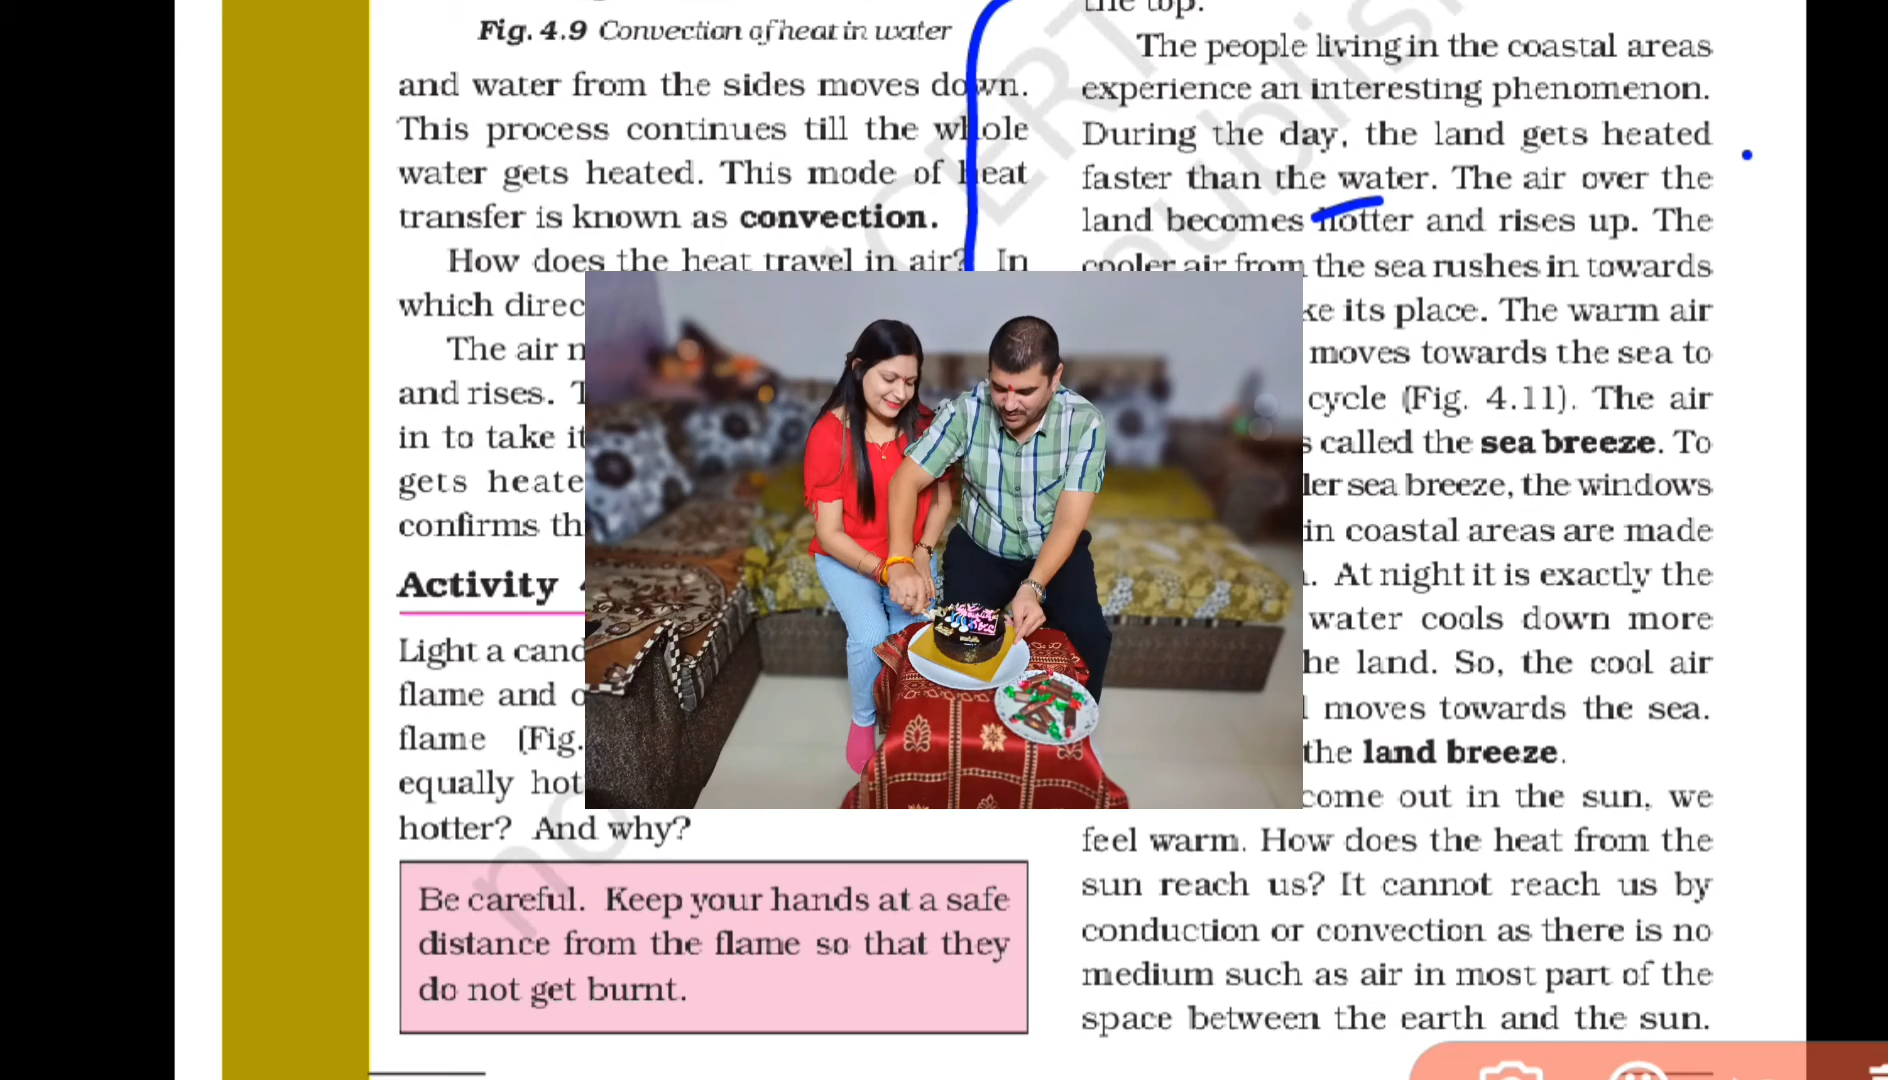 Fig. 4.9 Convection of heat in water
and water from the sides moves down.
This process continues till the whole
water gets heated. This mode of heat
transfer is known as convection.
How does the heat travel in air? In
which direc
The air
and rises.
in to take it
gets heate
confirms th
Activity
Light a cand
flame and
flame (Fig.
equally hot
hotter? And why?
Be careful. Keep your hands at a safe
distance from the flame so that they
do not get burnt.
the top.
The people living in the coastal areas
experience an interesting phenomenon.
During the day, the land gets heated
faster than the water. The air over the
land becomes hotter and rises up. The
cooler air from the sea rushes in towards
its place. The warm air
moves towards the sea to
cycle (Fig. 4.11). The air
called the sea breeze. To
ler sea breeze, the windows
in coastal areas are made
. At night it is exactly the
water cools down more
he land. So, the cool air
moves towards the sea.
the land breeze.
come out in the sun, we
feel warm. How does the heat from the
sun reach us? It cannot reach us by
conduction or convection as there is no
medium such as air in most part of the
space between the earth and the sun.